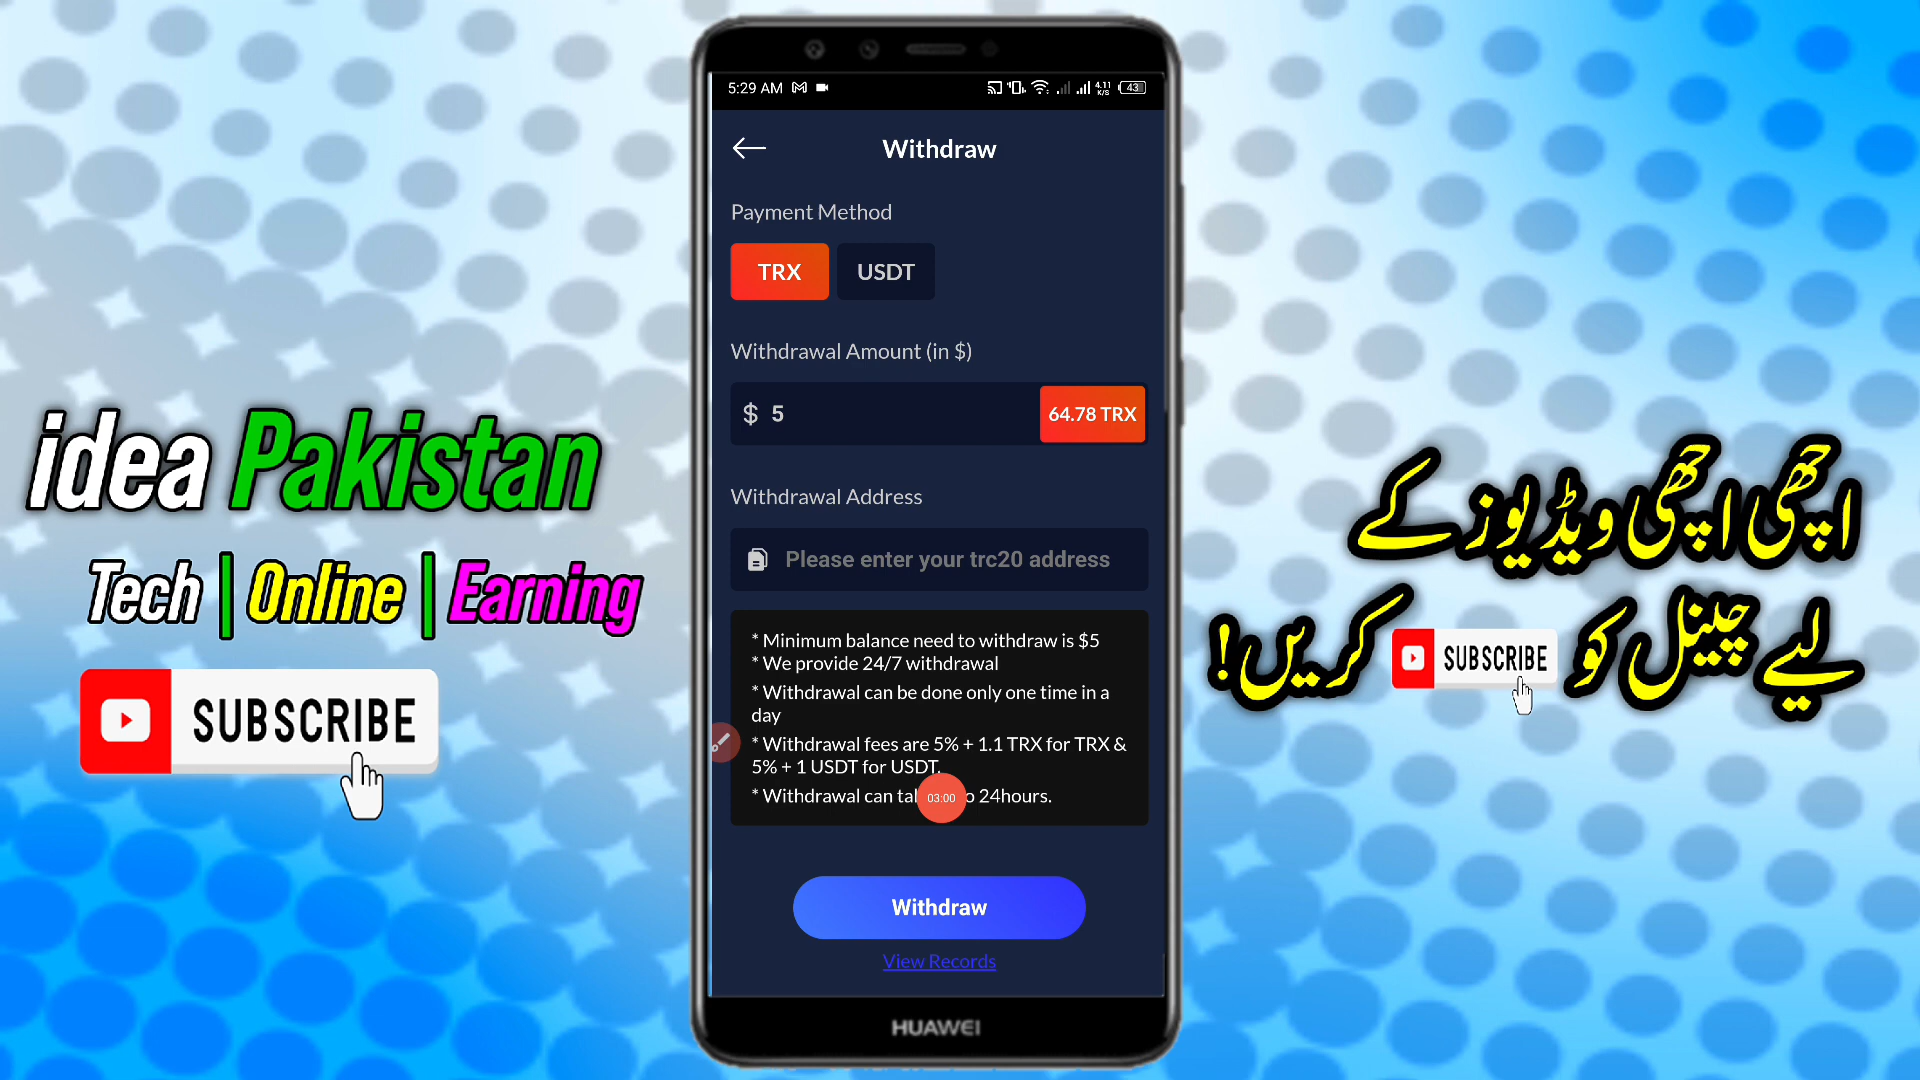 idea Pakistan
Tech | Online | Earning
SUBSCRIBE
5:29 AM
4.11 K/S
43
Withdraw
Payment Method
TRX
USDT
Withdrawal Amount (in $)
$ 5
64.78 TRX
Withdrawal Address
Please enter your trc20 address
* Minimum balance need to withdraw is $5
* We provide 24/7 withdrawal
* Withdrawal can be done only one time in a
day
* Withdrawal fees are 5% + 1.1 TRX for TRX &
5% + 1 USDT for USDT.
* Withdrawal can 24hours.
03:00
Withdraw
View Records
HUAWEI
اچھی اچھی ویڈیوز کے
لیے چینل کو SUBSCRIBE کریں!